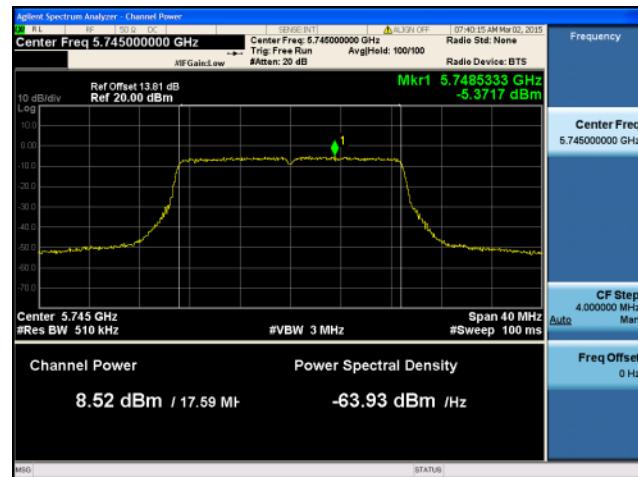 Agilent Spectrum Analyzer - Channel Power
RL RF 50 Ω DC SENSE:INT ALIGN OFF 07:40:15 AM Mar 02, 2015
Center Freq 5.745000000 GHz
Center Freq: 5.745000000 GHz Radio Std: None
Trig: Free Run Avg|Hold: 100/100
#IFGain:Low #Atten: 20 dB Radio Device: BTS
Frequency
Ref Offset 13.81 dB Mkr1 5.7485333 GHz
10 dB/div Ref 20.00 dBm -5.3717 dBm
Log
10.0
0.00
-10.0
-20.0
-30.0
-40.0
-50.0
-60.0
-70.0
1
Center Freq
5.745000000 GHz
Center 5.745 GHz Span 40 MHz
#Res BW 510 kHz #VBW 3 MHz #Sweep 100 ms
CF Step
4.000000 MHz
Auto Man
Channel Power Power Spectral Density
8.52 dBm / 17.59 MH -63.93 dBm /Hz
Freq Offset
0 Hz
MSG STATUS